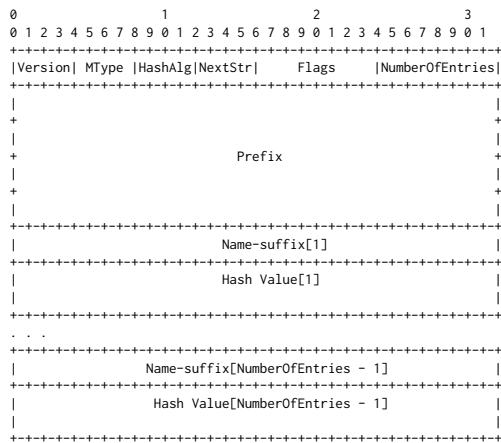 0                   1                   2                   3
0 1 2 3 4 5 6 7 8 9 0 1 2 3 4 5 6 7 8 9 0 1 2 3 4 5 6 7 8 9 0 1
+-+-+-+-+-+-+-+-+-+-+-+-+-+-+-+-+-+-+-+-+-+-+-+-+-+-+-+-+-+-+-+-+
|Version| MType |HashAlg|NextStr|     Flags     |NumberOfEntries|
+-+-+-+-+-+-+-+-+-+-+-+-+-+-+-+-+-+-+-+-+-+-+-+-+-+-+-+-+-+-+-+-+
|                                                               |
+                                                               +
|                                                               |
+                            Prefix                             +
|                                                               |
+                                                               +
|                                                               |
+-+-+-+-+-+-+-+-+-+-+-+-+-+-+-+-+-+-+-+-+-+-+-+-+-+-+-+-+-+-+-+-+
|                          Name-suffix[1]                       |
+-+-+-+-+-+-+-+-+-+-+-+-+-+-+-+-+-+-+-+-+-+-+-+-+-+-+-+-+-+-+-+-+
|                          Hash Value[1]                        |
|                                                               |
+-+-+-+-+-+-+-+-+-+-+-+-+-+-+-+-+-+-+-+-+-+-+-+-+-+-+-+-+-+-+-+-+
. . .
+-+-+-+-+-+-+-+-+-+-+-+-+-+-+-+-+-+-+-+-+-+-+-+-+-+-+-+-+-+-+-+-+
|                Name-suffix[NumberOfEntries - 1]               |
+-+-+-+-+-+-+-+-+-+-+-+-+-+-+-+-+-+-+-+-+-+-+-+-+-+-+-+-+-+-+-+-+
|                 Hash Value[NumberOfEntries - 1]               |
|                                                               |
+-+-+-+-+-+-+-+-+-+-+-+-+-+-+-+-+-+-+-+-+-+-+-+-+-+-+-+-+-+-+-+-+